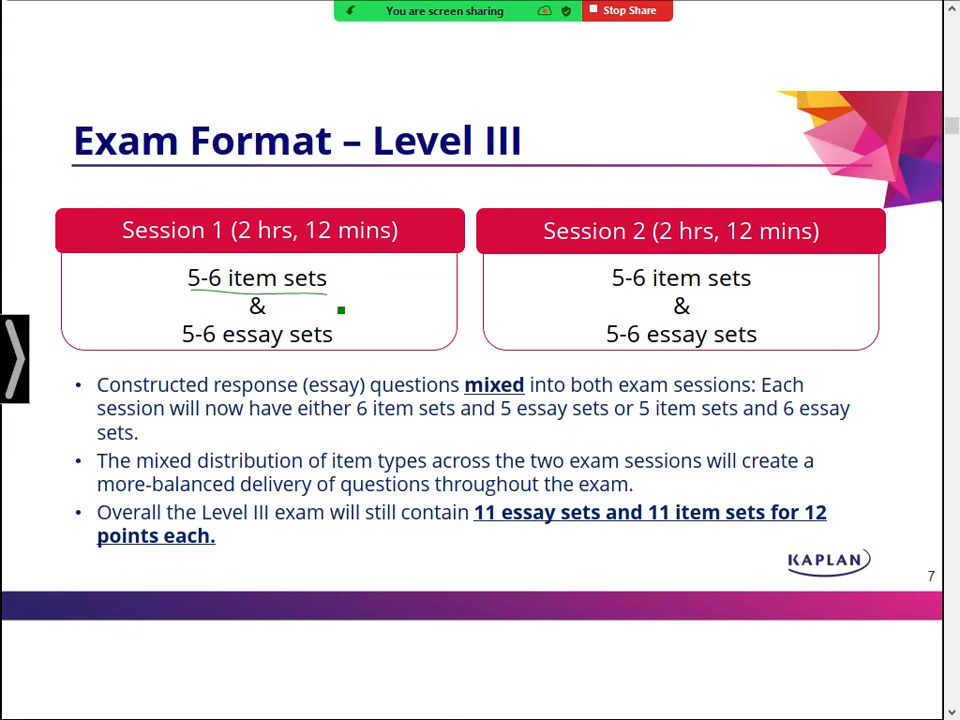 You are screen sharing
Stop Share
Exam Format – Level III
Session 1 (2 hrs, 12 mins)
5-6 item sets
&
5-6 essay sets
Session 2 (2 hrs, 12 mins)
5-6 item sets
&
5-6 essay sets
• Constructed response (essay) questions mixed into both exam sessions: Each
session will now have either 6 item sets and 5 essay sets or 5 item sets and 6 essay
sets.
• The mixed distribution of item types across the two exam sessions will create a
more-balanced delivery of questions throughout the exam.
• Overall the Level III exam will still contain 11 essay sets and 11 item sets for 12
points each.
KAPLAN
7